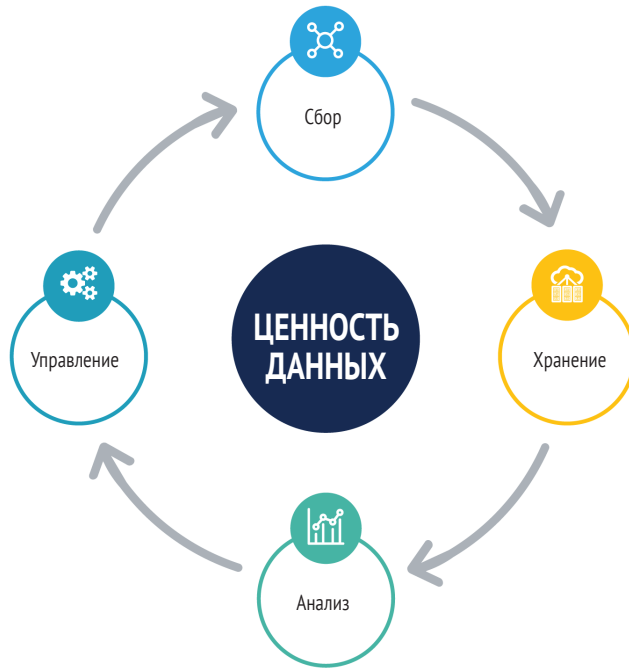 Сбор
Управление
ЦЕННОСТЬ
ДАННЫХ
Хранение
Анализ